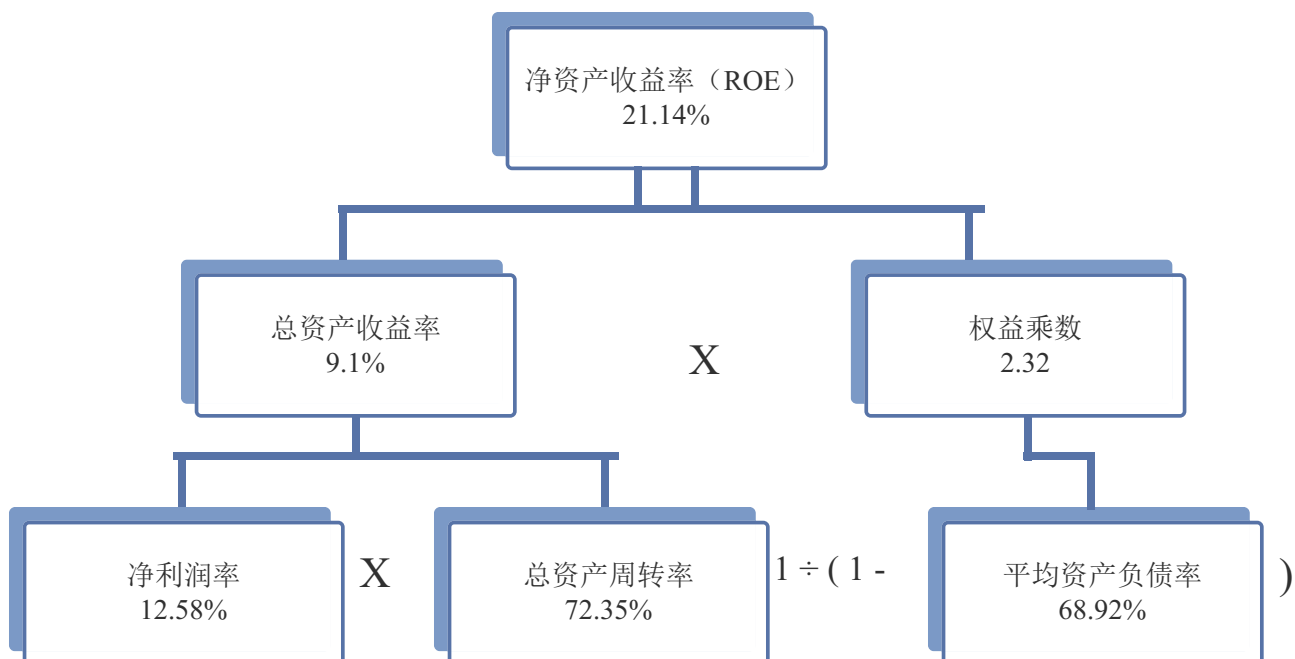 净资产收益率（ROE）
21.14%
总资产收益率
9.1%
X
权益乘数
2.32
净利润率
12.58%
X
总资产周转率
72.35%
1 ÷ ( 1 -
平均资产负债率
68.92%
)